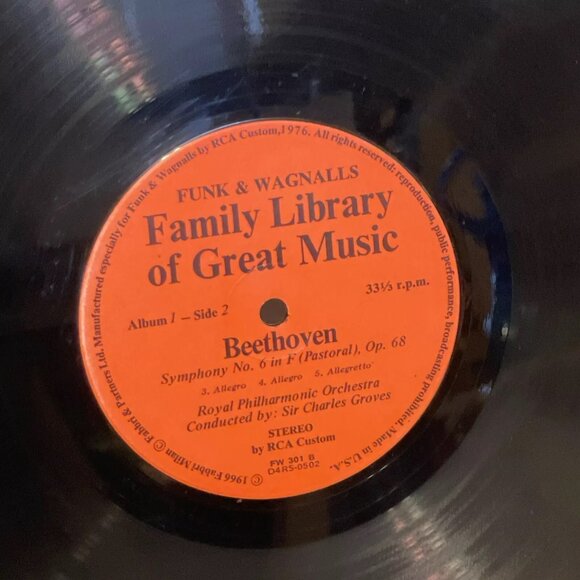 Manufactured especially for Funk & Wagnalls by RCA Custom, 1976. All rights reserved: reproduction, public performance, broadcasting prohibited. Made in U.S.A.
FUNK & WAGNALLS
Family Library
of Great Music
Album 1 – Side 2
33⅓ r.p.m.
Beethoven
Symphony No. 6 in F (Pastoral), Op. 68
3. Allegro 4. Allegro 5. Allegretto
Royal Philharmonic Orchestra
Conducted by: Sir Charles Groves
STEREO
by RCA Custom
FW 301 B
D4RS-0502
1966 © Fabbri Milan © Fabbri & Partners Ltd.